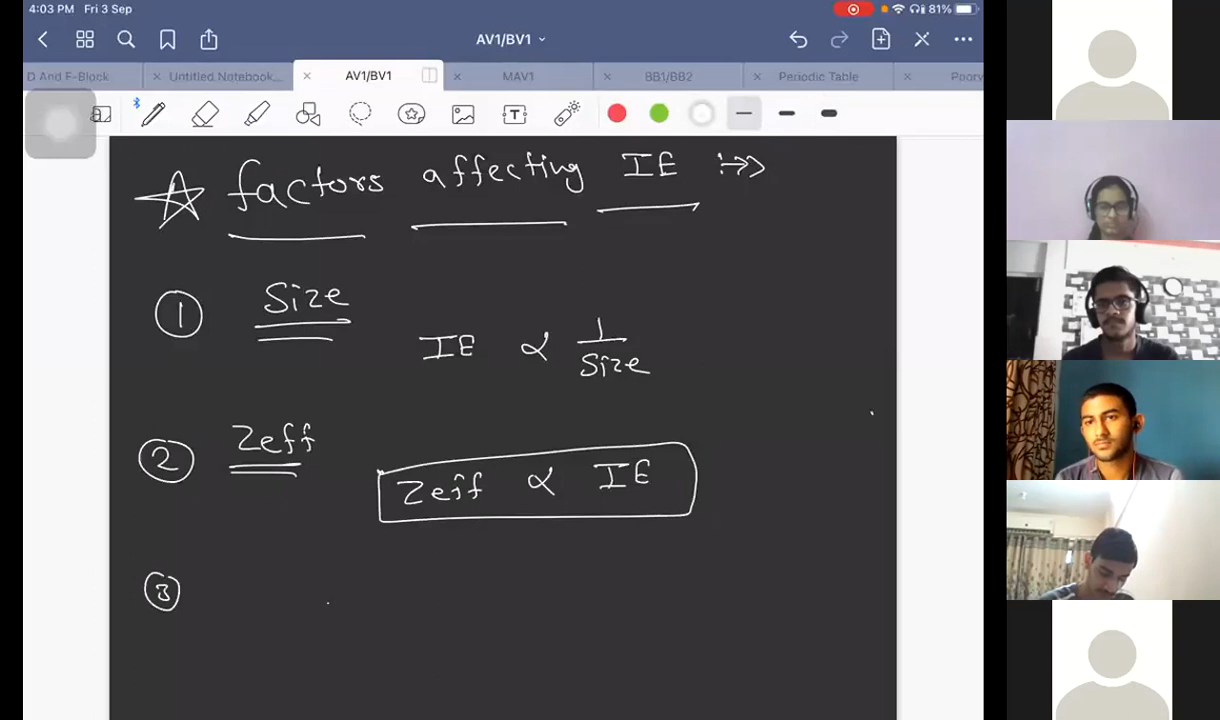 4:03 PM Fri 3 Sep 81%
AV1/BV1
D And F-Block Untitled Notebook... AV1/BV1 MAV1 BB1/BB2 Periodic Table Poorv
T
factors affecting IE
1 Size
IE ∝ 1/Size
2 Zeff
Zeff ∝ IE
3